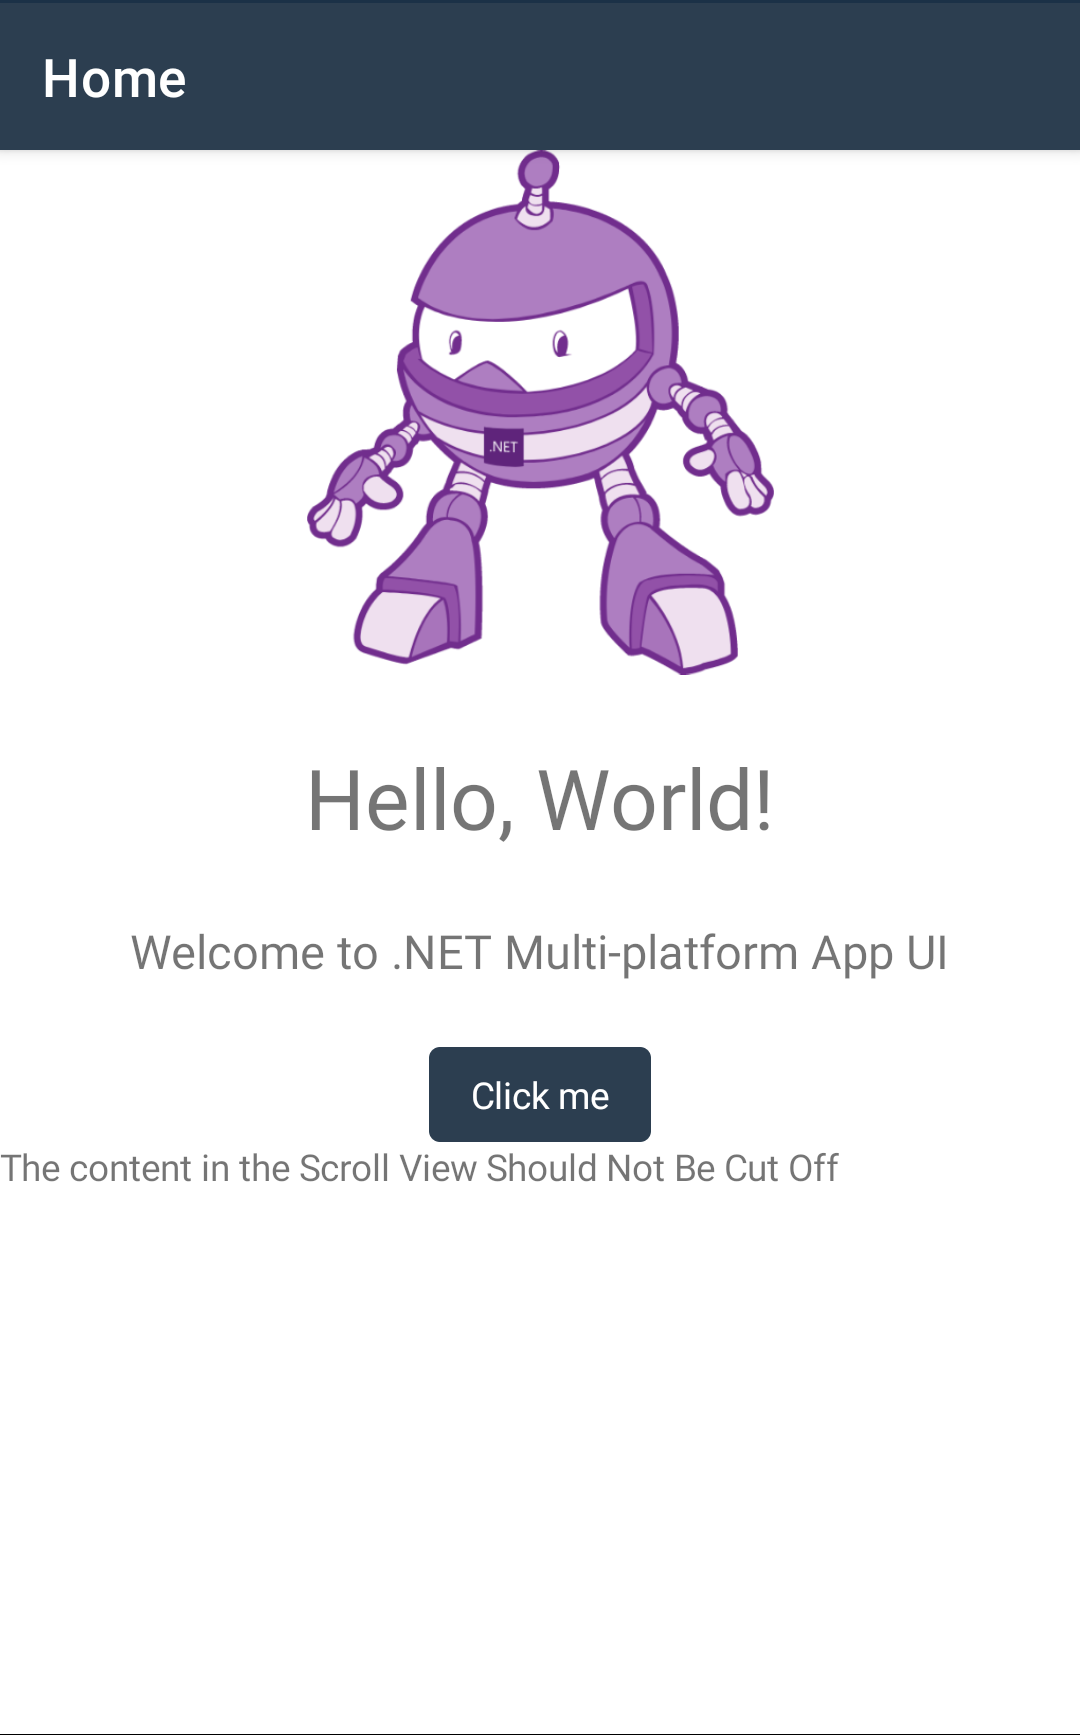 Home
.NET
Hello, World!
Welcome to .NET Multi-platform App UI
Click me
The content in the Scroll View Should Not Be Cut Off